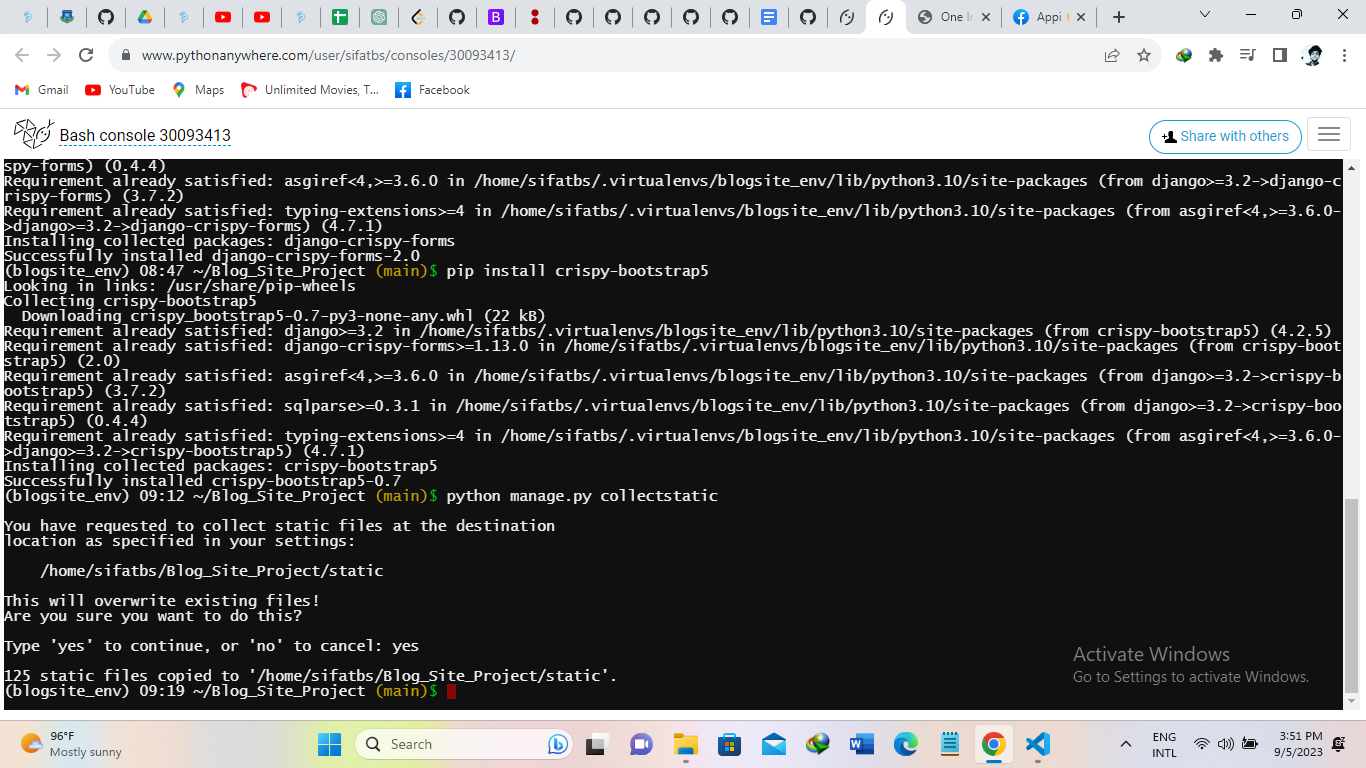 One I
Appi
www.pythonanywhere.com/user/sifatbs/consoles/30093413/
Gmail
YouTube
Maps
Unlimited Movies, T...
Facebook
Bash console 30093413
Share with others
spy-forms) (0.4.4)
Requirement already satisfied: asgiref<4,>=3.6.0 in /home/sifatbs/.virtualenvs/blogsite_env/lib/python3.10/site-packages (from django>=3.2->django-c
rispy-forms) (3.7.2)
Requirement already satisfied: typing-extensions>=4 in /home/sifatbs/.virtualenvs/blogsite_env/lib/python3.10/site-packages (from asgiref<4,>=3.6.0-
>django>=3.2->django-crispy-forms) (4.7.1)
Installing collected packages: django-crispy-forms
Successfully installed django-crispy-forms-2.0
(blogsite_env) 08:47 ~/Blog_Site_Project (main)$ pip install crispy-bootstrap5
Looking in links: /usr/share/pip-wheels
Collecting crispy-bootstrap5
Downloading crispy_bootstrap5-0.7-py3-none-any.whl (22 kB)
Requirement already satisfied: django>=3.2 in /home/sifatbs/.virtualenvs/blogsite_env/lib/python3.10/site-packages (from crispy-bootstrap5) (4.2.5)
Requirement already satisfied: django-crispy-forms>=1.13.0 in /home/sifatbs/.virtualenvs/blogsite_env/lib/python3.10/site-packages (from crispy-boot
strap5) (2.0)
Requirement already satisfied: asgiref<4,>=3.6.0 in /home/sifatbs/.virtualenvs/blogsite_env/lib/python3.10/site-packages (from django>=3.2->crispy-b
ootstrap5) (3.7.2)
Requirement already satisfied: sqlparse>=0.3.1 in /home/sifatbs/.virtualenvs/blogsite_env/lib/python3.10/site-packages (from django>=3.2->crispy-boo
tstrap5) (0.4.4)
Requirement already satisfied: typing-extensions>=4 in /home/sifatbs/.virtualenvs/blogsite_env/lib/python3.10/site-packages (from asgiref<4,>=3.6.0-
>django>=3.2->crispy-bootstrap5) (4.7.1)
Installing collected packages: crispy-bootstrap5
Successfully installed crispy-bootstrap5-0.7
(blogsite_env) 09:12 ~/Blog_Site_Project (main)$ python manage.py collectstatic
You have requested to collect static files at the destination
location as specified in your settings:
/home/sifatbs/Blog_Site_Project/static
This will overwrite existing files!
Are you sure you want to do this?
Type 'yes' to continue, or 'no' to cancel: yes
125 static files copied to '/home/sifatbs/Blog_Site_Project/static'.
(blogsite_env) 09:19 ~/Blog_Site_Project (main)$
Activate Windows
Go to Settings to activate Windows.
96°F
Mostly sunny
Search
ENG
INTL
3:51 PM
9/5/2023